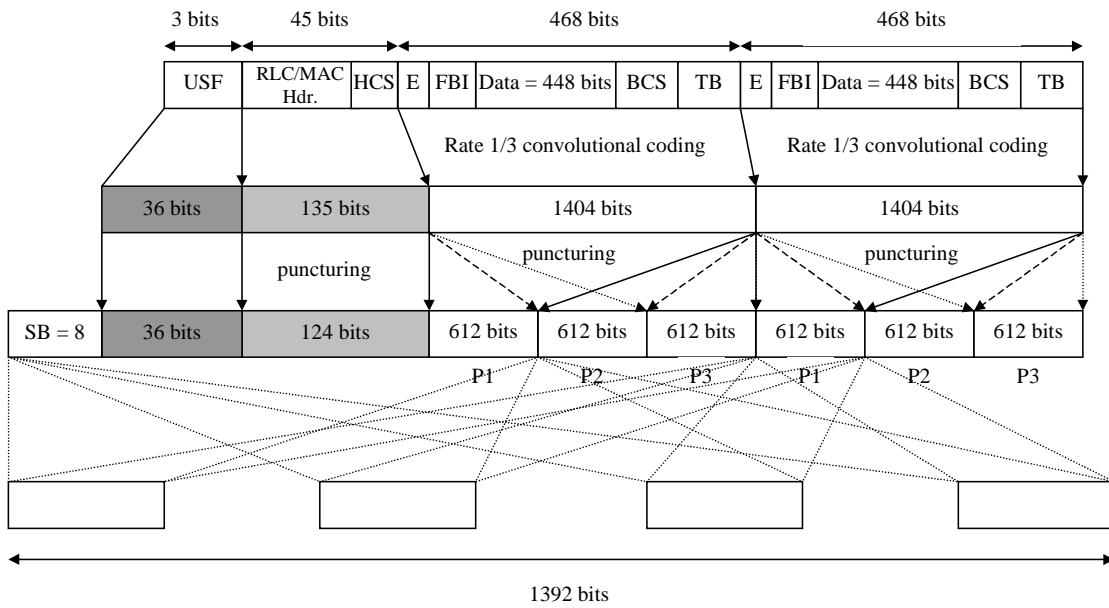 3 bits 45 bits 468 bits 468 bits
USF RLC/MAC Hdr. HCS E FBI Data = 448 bits BCS TB E FBI Data = 448 bits BCS TB
Rate 1/3 convolutional coding Rate 1/3 convolutional coding
36 bits 135 bits 1404 bits 1404 bits
puncturing puncturing puncturing
SB = 8 36 bits 124 bits 612 bits 612 bits 612 bits 612 bits 612 bits 612 bits
P1 P2 P3 P1 P2 P3
1392 bits